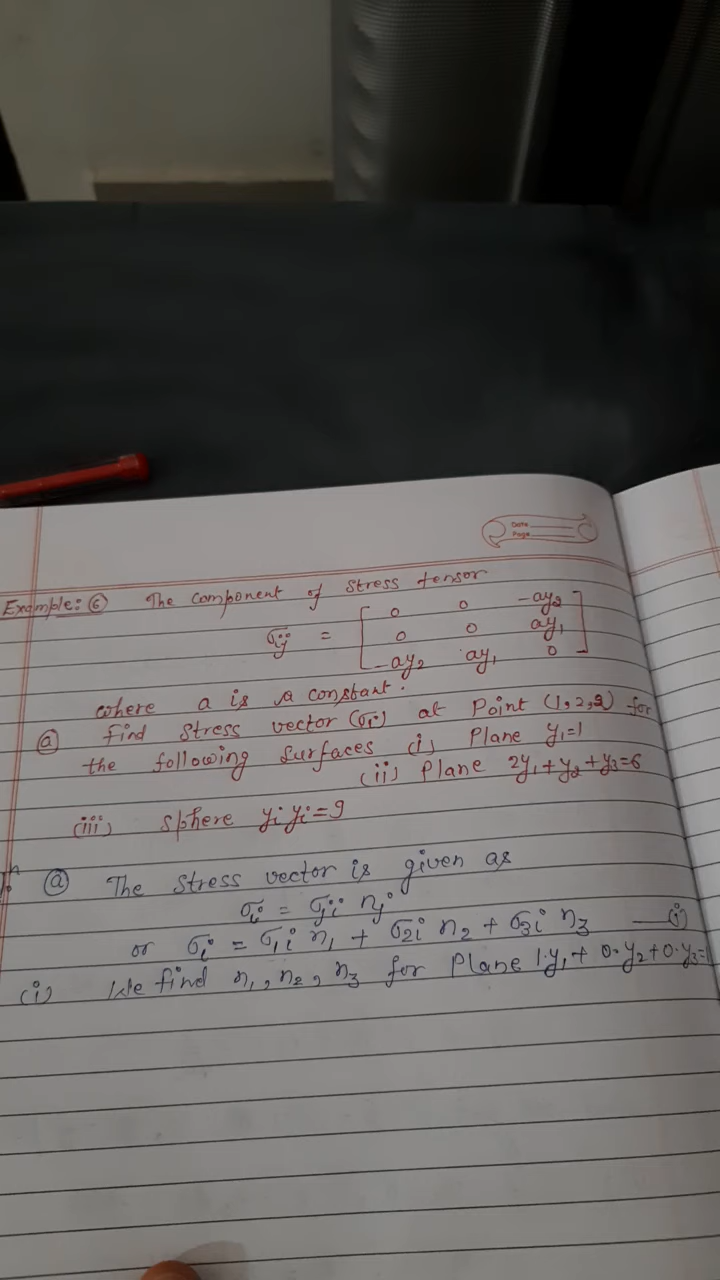 Date
Page
Example: ⑥ The component of stress tensor
σij = [ 0 0 -ay2
0 0 ay1
-ay2 ay1 0 ]
where a is a constant.
ⓐ find stress vector (σi) at Point (1,2,2) for
the following surfaces (i) Plane y1=1
(ii) Plane 2y1+y2+y3=6
(iii) Sphere yi yi=9
ⓐ The stress vector is given as
σi = σji nj
or σi = σ1i n1 + σ2i n2 + σ3i n3 —(i)
(i) We find n1, n2, n3 for Plane 1·y1+0·y2+0·y3=1